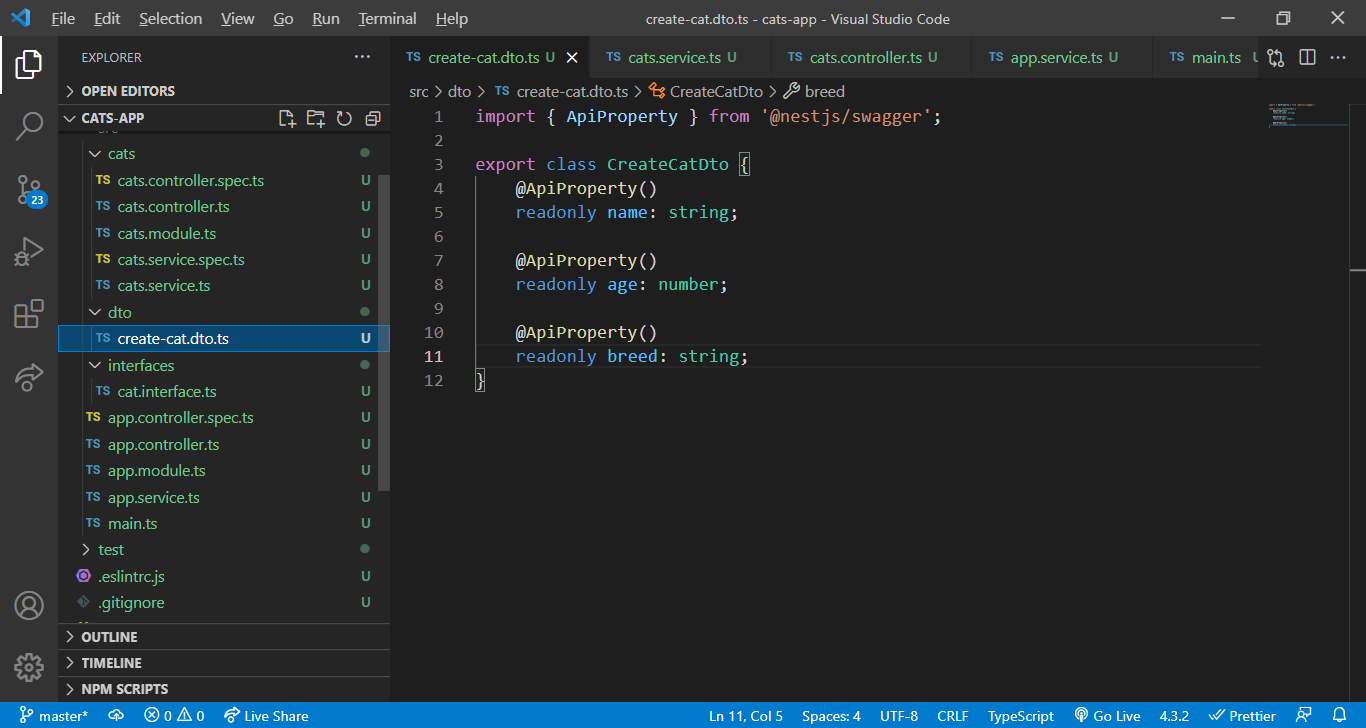 File Edit Selection View Go Run Terminal Help
create-cat.dto.ts - cats-app - Visual Studio Code
EXPLORER
OPEN EDITORS
CATS-APP
cats
TS cats.controller.spec.ts U
TS cats.controller.ts U
TS cats.module.ts U
TS cats.service.spec.ts U
TS cats.service.ts U
dto
TS create-cat.dto.ts U
interfaces
TS cat.interface.ts U
TS app.controller.spec.ts U
TS app.controller.ts U
TS app.module.ts U
TS app.service.ts U
TS main.ts U
test
.eslintrc.js U
.gitignore U
OUTLINE
TIMELINE
NPM SCRIPTS
23
TS create-cat.dto.ts U
TS cats.service.ts U
TS cats.controller.ts U
TS app.service.ts U
TS main.ts
src > dto > TS create-cat.dto.ts > CreateCatDto > breed
1 import { ApiProperty } from '@nestjs/swagger';
2
3 export class CreateCatDto {
4 @ApiProperty()
5 readonly name: string;
6
7 @ApiProperty()
8 readonly age: number;
9
10 @ApiProperty()
11 readonly breed: string;
12 }
master* 0 0 Live Share
Ln 11, Col 5 Spaces: 4 UTF-8 CRLF TypeScript Go Live 4.3.2 Prettier